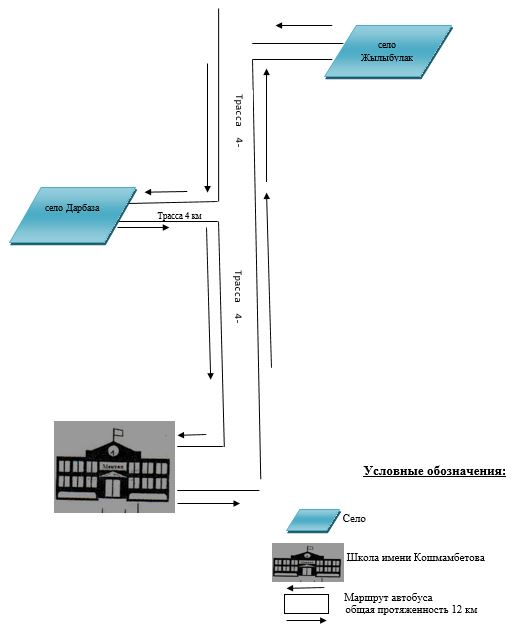 село
Жылыбулак
Трасса 4-
село Дарбаза
Трасса 4 км
Трасса 4-
Мектеп
Условные обозначения:
Село
Школа имени Кошмамбетова
Маршрут автобуса
общая протяженность 12 км